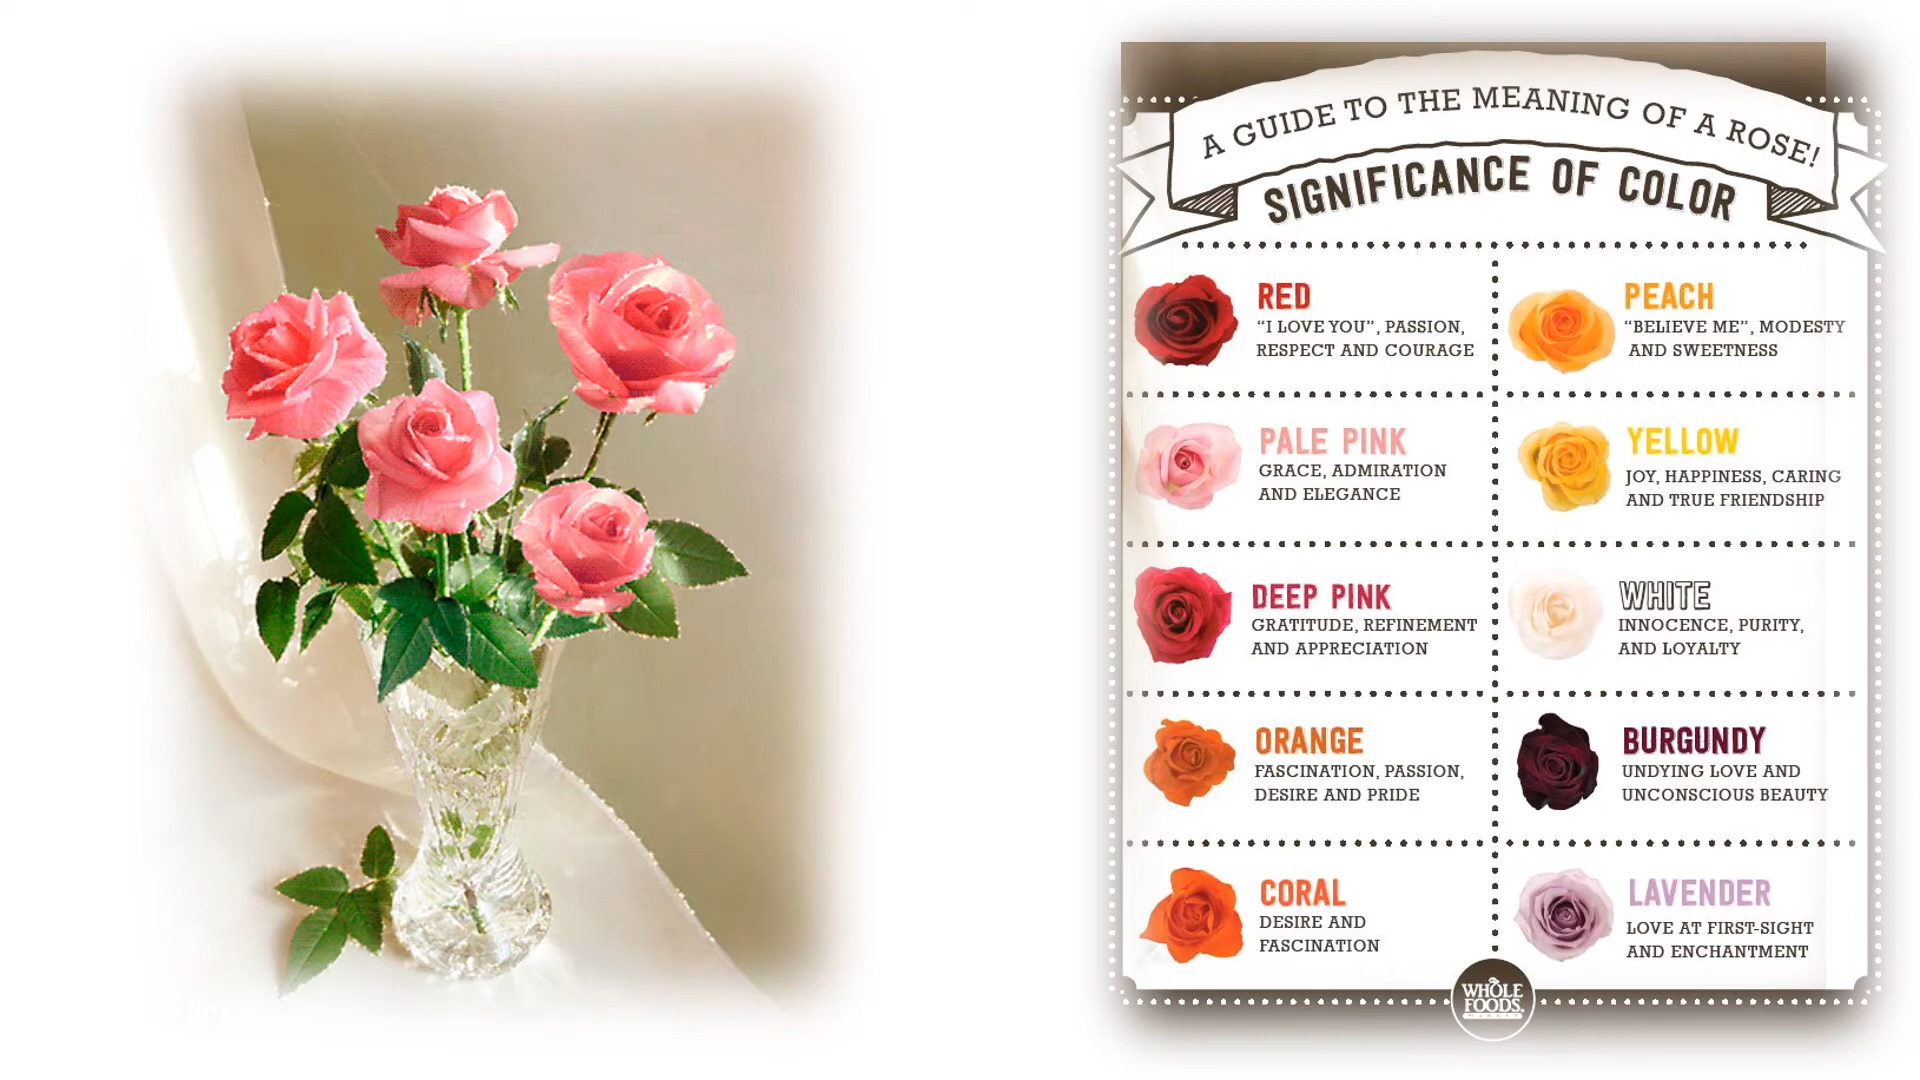 A GUIDE TO THE MEANING OF A ROSE!
SIGNIFICANCE OF COLOR
RED
“I LOVE YOU”, PASSION,
RESPECT AND COURAGE
PEACH
“BELIEVE ME”, MODESTY
AND SWEETNESS
PALE PINK
GRACE, ADMIRATION
AND ELEGANCE
YELLOW
JOY, HAPPINESS, CARING
AND TRUE FRIENDSHIP
DEEP PINK
GRATITUDE, REFINEMENT
AND APPRECIATION
WHITE
INNOCENCE, PURITY,
AND LOYALTY
ORANGE
FASCINATION, PASSION,
DESIRE AND PRIDE
BURGUNDY
UNDYING LOVE AND
UNCONSCIOUS BEAUTY
CORAL
DESIRE AND
FASCINATION
LAVENDER
LOVE AT FIRST-SIGHT
AND ENCHANTMENT
WHOLE
FOODS
MARKET